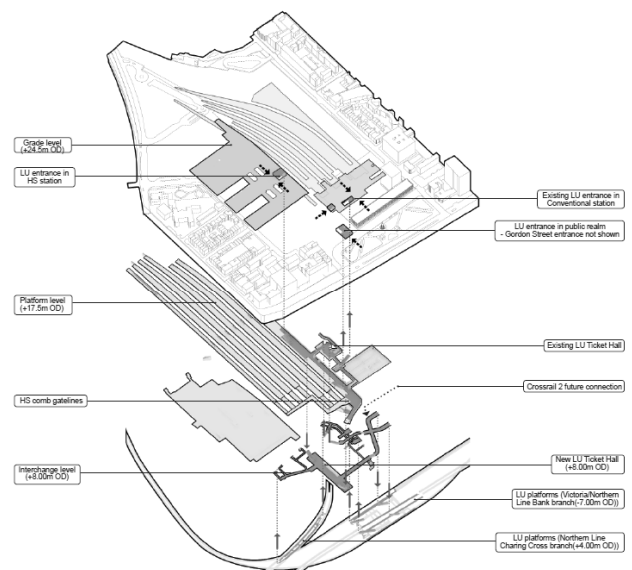 Grade level
(+24.5m OD)
LU entrance in
HS station
Existing LU entrance in
Conventional station
LU entrance in public realm
- Gordon Street entrance not shown
Platform level
(+17.5m OD)
Existing LU Ticket Hall
Crossrail 2 future connection
HS comb gatelines
Interchange level
(+8.00m OD)
New LU Ticket Hall
(+8.00m OD)
LU platforms (Victoria/Northern
Line Bank branch(-7.00m OD))
LU platforms (Northern Line
Charing Cross branch(+4.00m OD))